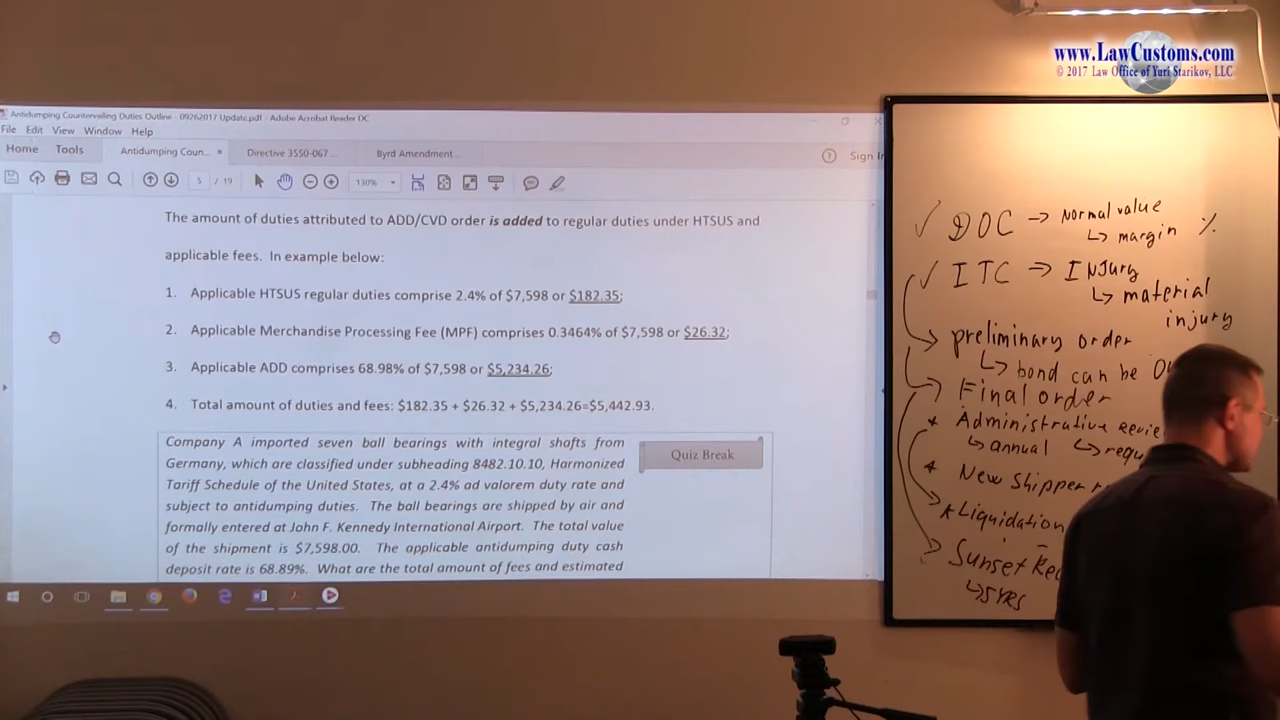 www.LawCustoms.com
© 2017 Law Office of Yuri Starikov, LLC
Antidumping Countervailing Duties Outline - 09262017 Update.pdf - Adobe Acrobat Reader DC
File Edit View Window Help
Home Tools Antidumping Coun... × Directive 3550-067 ... Byrd Amendment ... ? Sign In
5 / 19 130%
The amount of duties attributed to ADD/CVD order is added to regular duties under HTSUS and
applicable fees. In example below:
1. Applicable HTSUS regular duties comprise 2.4% of $7,598 or $182.35;
2. Applicable Merchandise Processing Fee (MPF) comprises 0.3464% of $7,598 or $26.32;
3. Applicable ADD comprises 68.98% of $7,598 or $5,234.26;
4. Total amount of duties and fees: $182.35 + $26.32 + $5,234.26=$5,442.93.
Company A imported seven ball bearings with integral shafts from
Germany, which are classified under subheading 8482.10.10, Harmonized
Tariff Schedule of the United States, at a 2.4% ad valorem duty rate and
subject to antidumping duties. The ball bearings are shipped by air and
formally entered at John F. Kennedy International Airport. The total value
of the shipment is $7,598.00. The applicable antidumping duty cash
deposit rate is 68.89%. What are the total amount of fees and estimated
Quiz Break
✓ DOC → Normal value
↳ margin %
✓ ITC → INjury
↳ material
injury
preliminary order
↳ bond can be
Final order
* Administrative
↳ annual ↳
* New Shipper
* Liquidation
Sunset
↳ 5 YRS